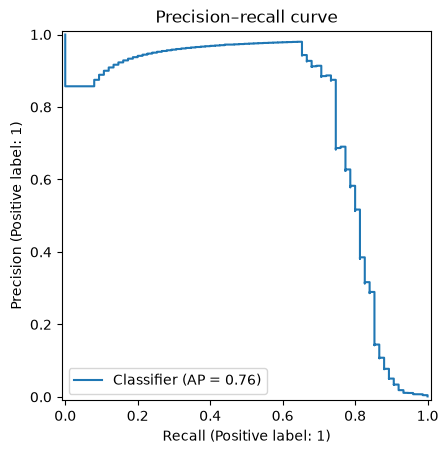 Precision–recall curve
Precision (Positive label: 1)
1.0
0.8
0.6
0.4
0.2
0.0
Classifier (AP = 0.76)
0.0 0.2 0.4 0.6 0.8 1.0
Recall (Positive label: 1)